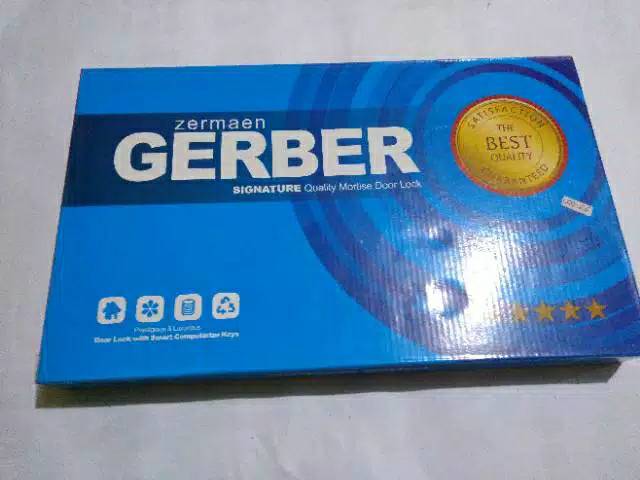 zermaen
GERBER
SIGNATURE Quality Mortise Door Lock
SATISFACTION
THE
BEST
QUALITY
GUARANTEED
Prestigious & Luxurious
Door Lock with Smart Computerize Keys